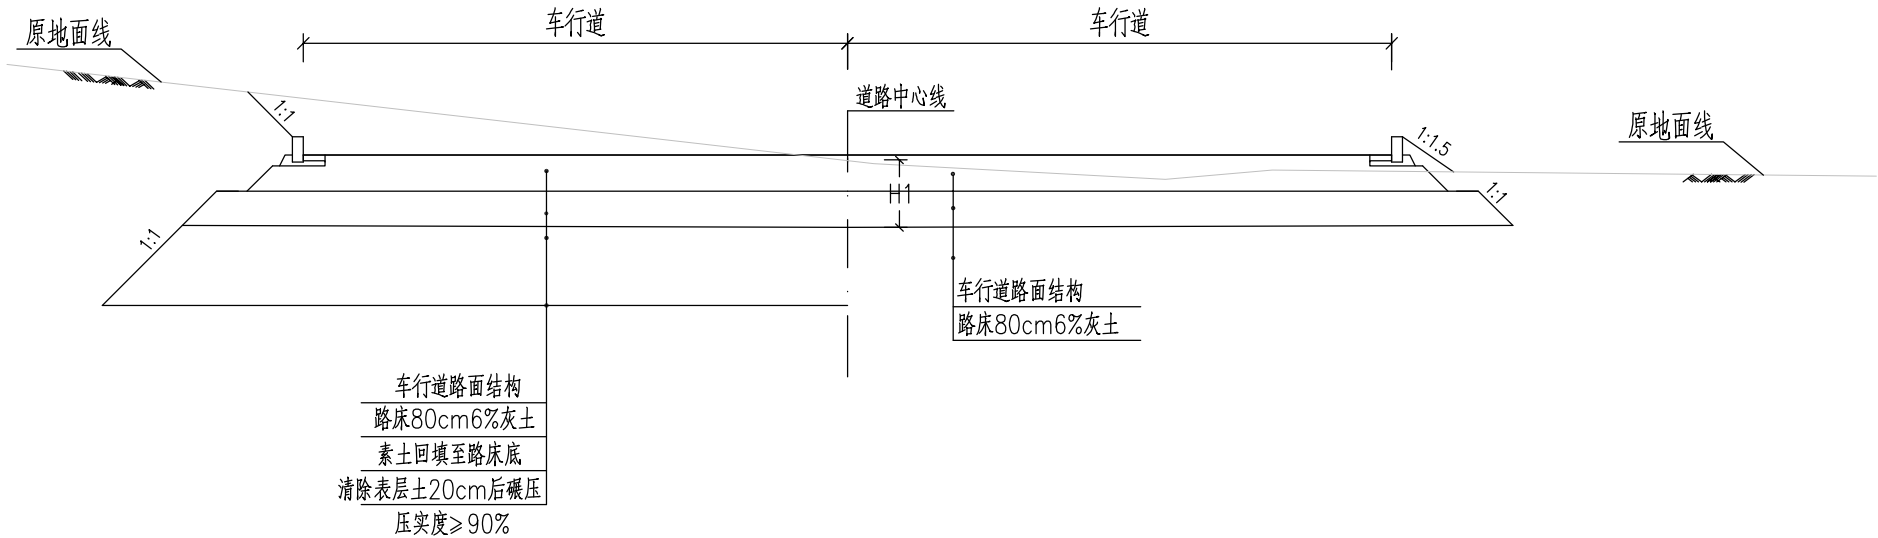 车行道
车行道
原地面线
1:1
道路中心线
1:1.5
原地面线
H1
1:1
1:1
车行道路面结构
路床80cm6%灰土
车行道路面结构
路床80cm6%灰土
素土回填至路床底
清除表层土20cm后碾压
压实度≥90%